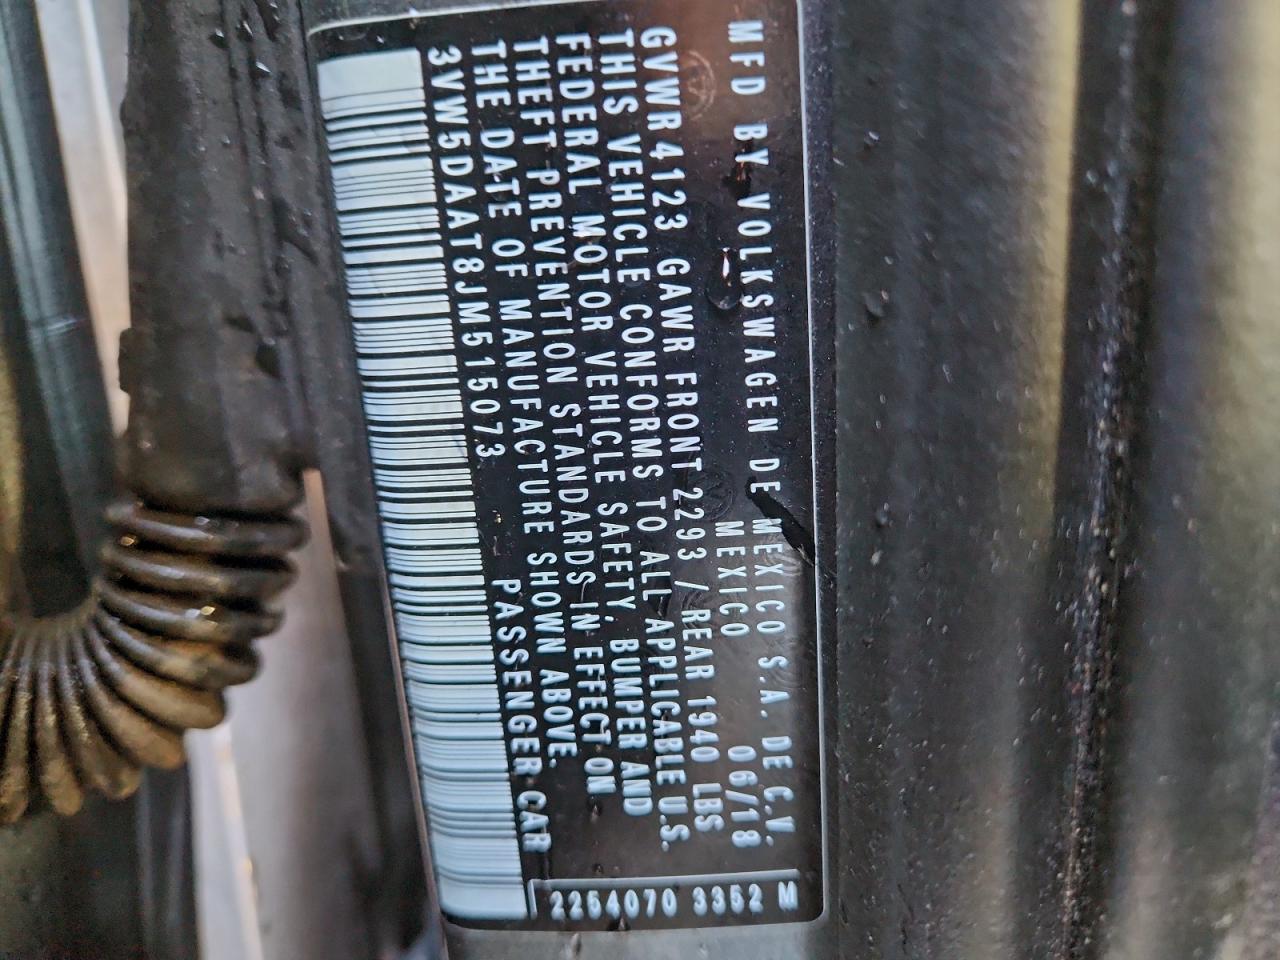 MFD BY VOLKSWAGEN DE MEXICO S.A. DE C.V.
MEXICO 06/18
GVWR 4123 GAWR FRONT 2293 / REAR 1940 LBS
THIS VEHICLE CONFORMS TO ALL APPLICABLE U.S.
FEDERAL MOTOR VEHICLE SAFETY, BUMPER AND
THEFT PREVENTION STANDARDS IN EFFECT ON
THE DATE OF MANUFACTURE SHOWN ABOVE.
3VW5DAAT8JM515073 PASSENGER CAR
2254070 3352 M